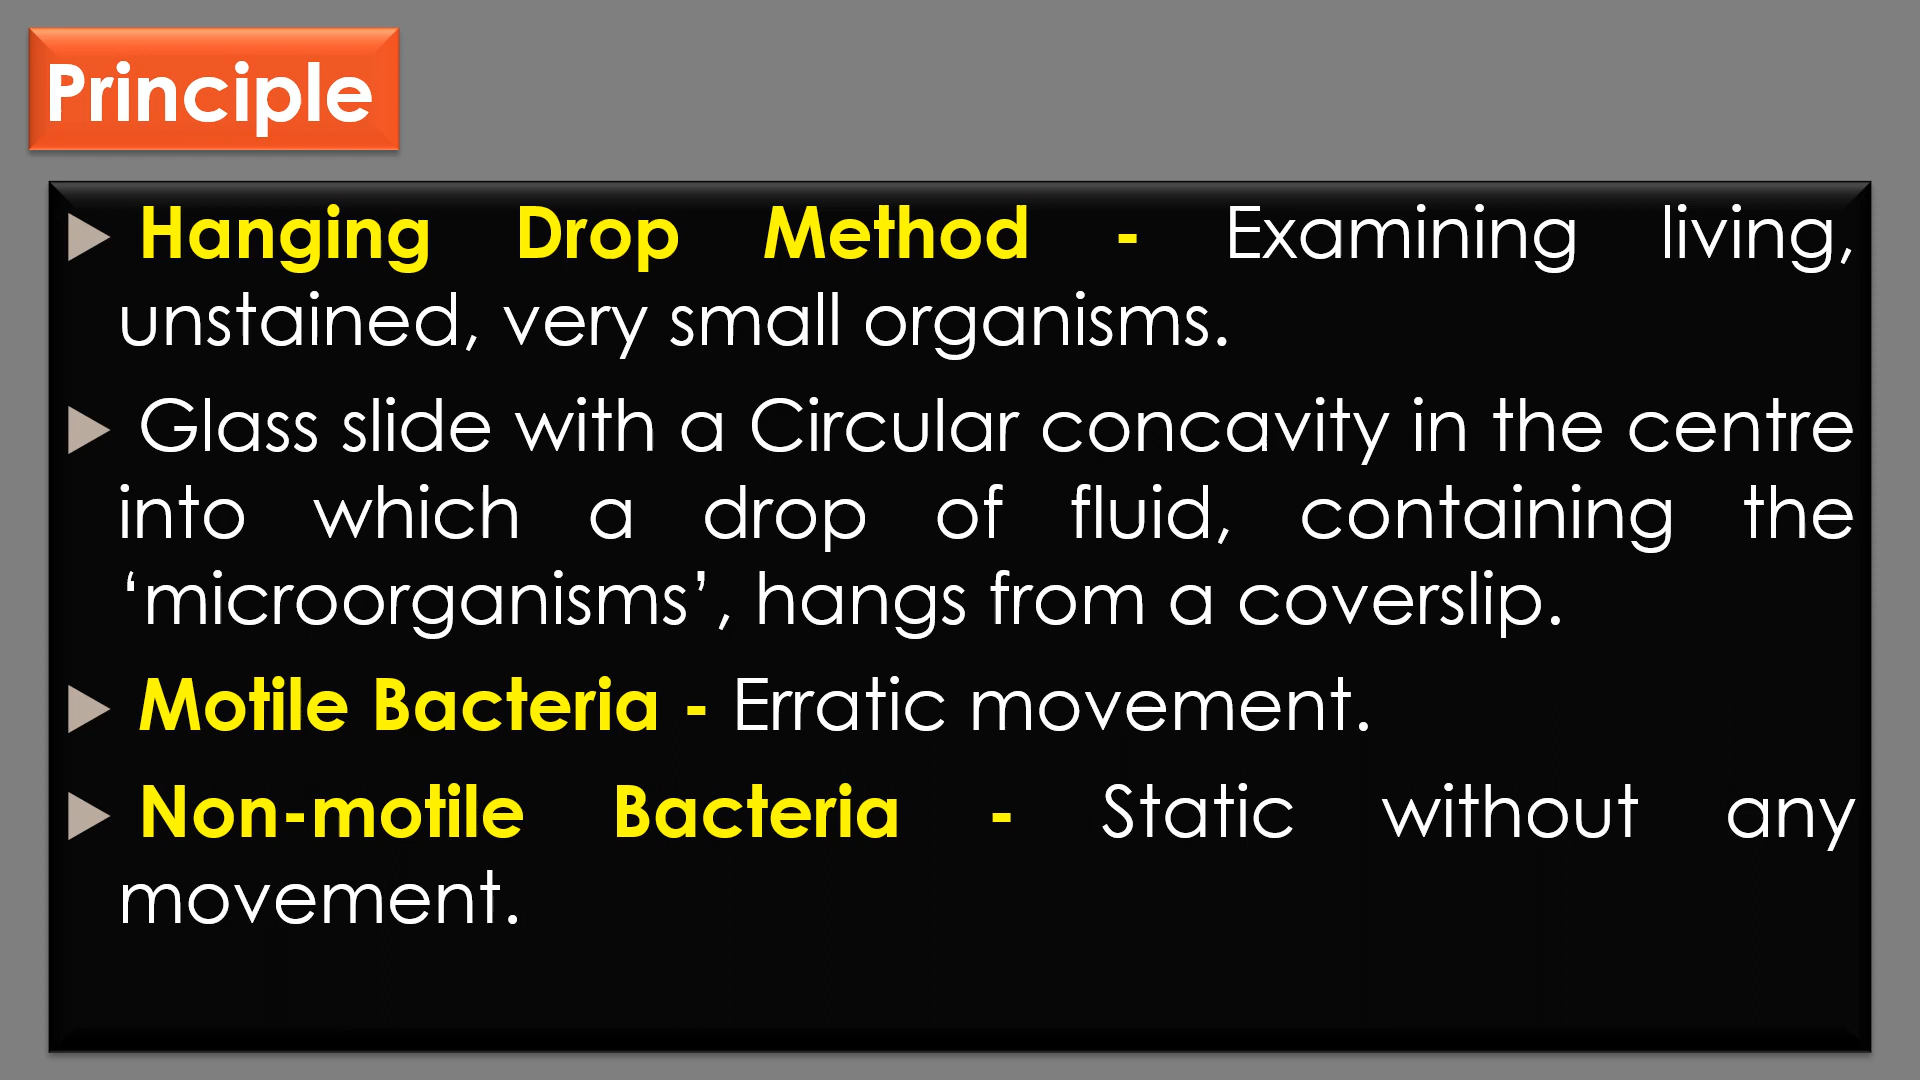 Principle
Hanging Drop Method - Examining living,
unstained, very small organisms.
Glass slide with a Circular concavity in the centre
into which a drop of fluid, containing the
‘microorganisms’, hangs from a coverslip.
Motile Bacteria - Erratic movement.
Non-motile Bacteria - Static without any
movement.